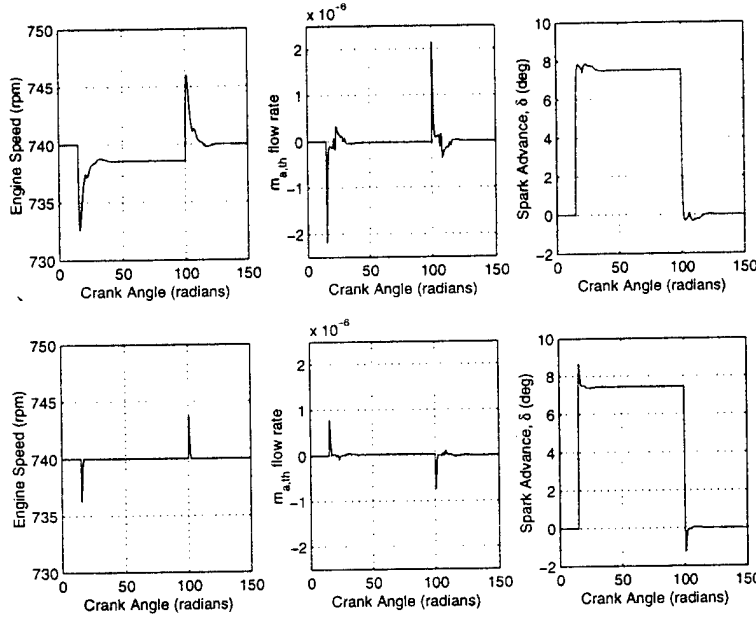 750
745
740
735
730
Engine Speed (rpm)
0 50 100 150
Crank Angle (radians)
x 10⁻⁶
2
1
0
−1
−2
m_a,th flow rate
0 50 100 150
Crank Angle (radians)
10
8
6
4
2
0
−2
Spark Advance, δ (deg)
0 50 100 150
Crank Angle (radians)
750
745
740
735
730
Engine Speed (rpm)
0 50 100 150
Crank Angle (radians)
x 10⁻⁶
2
1
0
−1
−2
m_a,th flow rate
0 50 100 150
Crank Angle (radians)
10
8
6
4
2
0
−2
Spark Advance, δ (deg)
0 50 100 150
Crank Angle (radians)